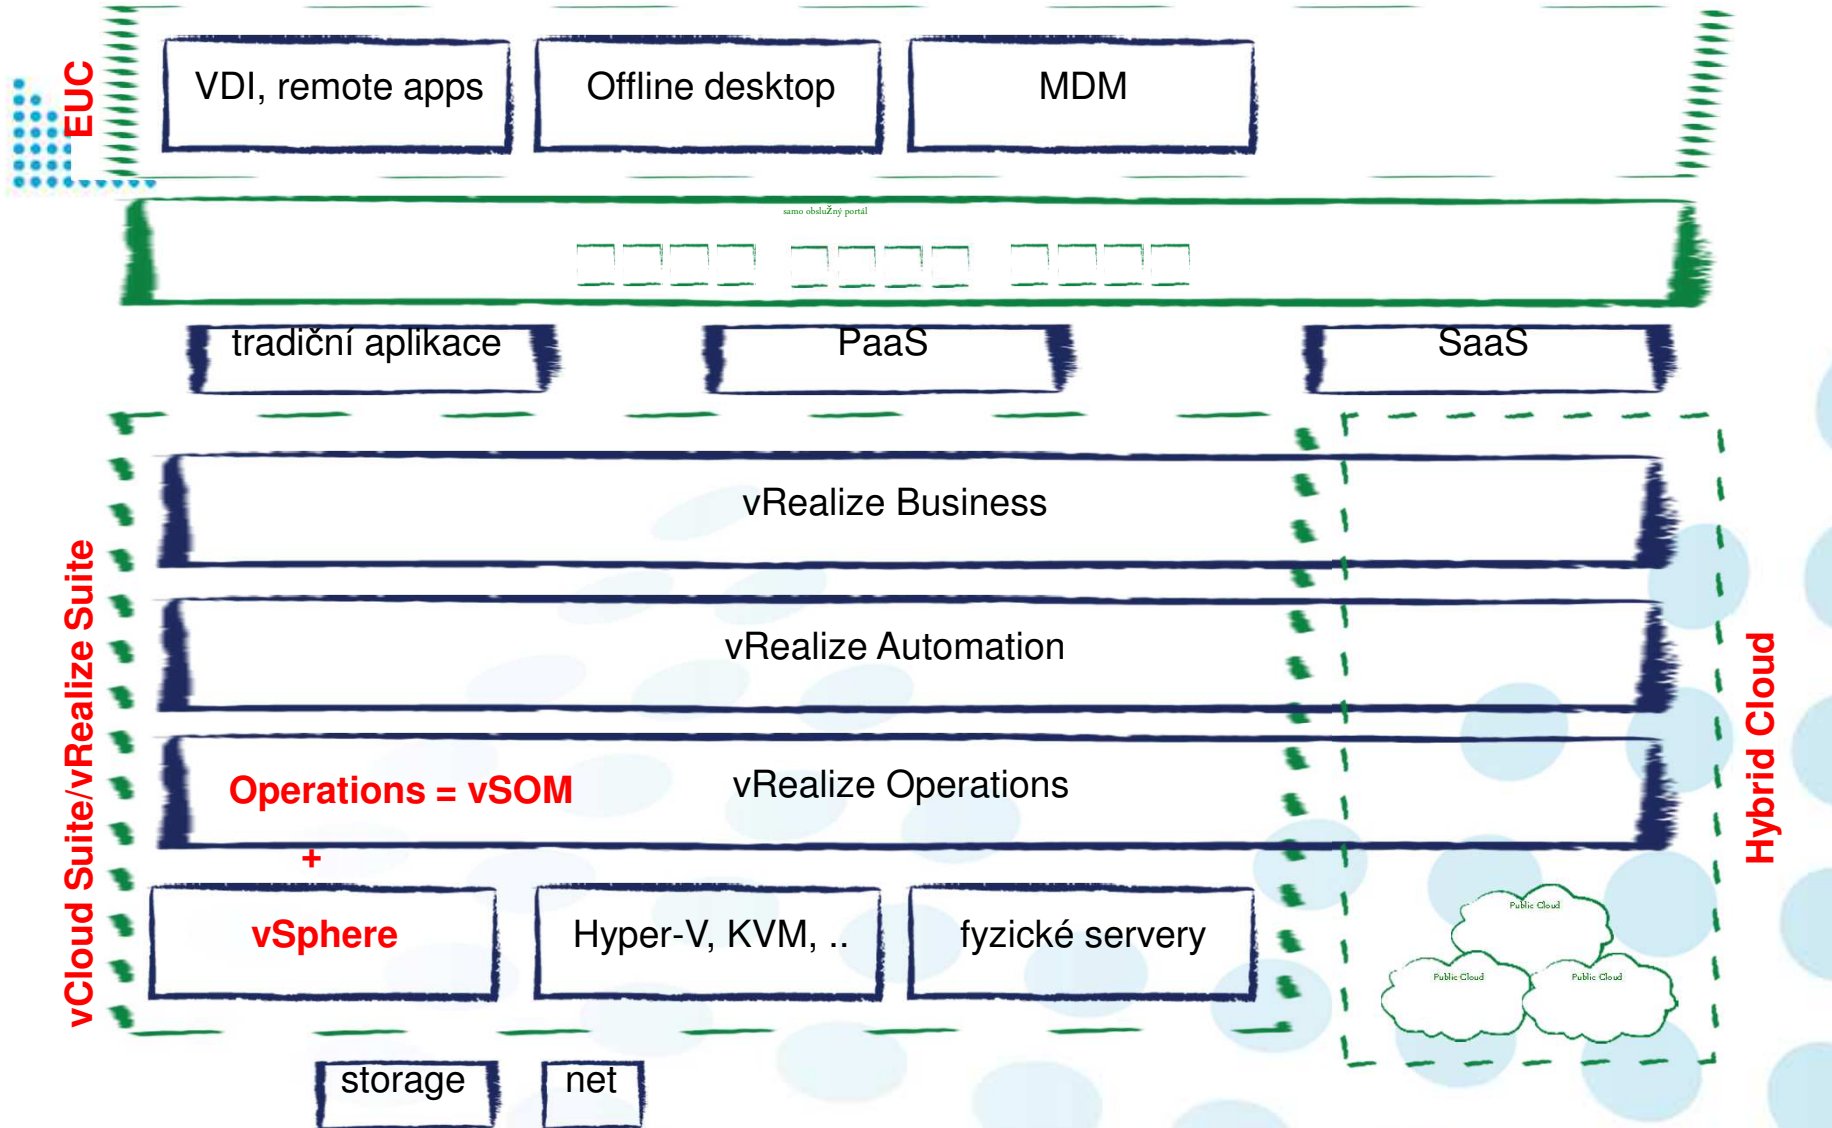 EUC
VDI, remote apps
Offline desktop
MDM
samo obslužný portál
tradiční aplikace
PaaS
SaaS
vCloud Suite/vRealize Suite
vRealize Business
vRealize Automation
Operations = vSOM
vRealize Operations
+
vSphere
Hyper-V, KVM, ..
fyzické servery
Hybrid Cloud
Public Cloud
Public Cloud
Public Cloud
storage
net